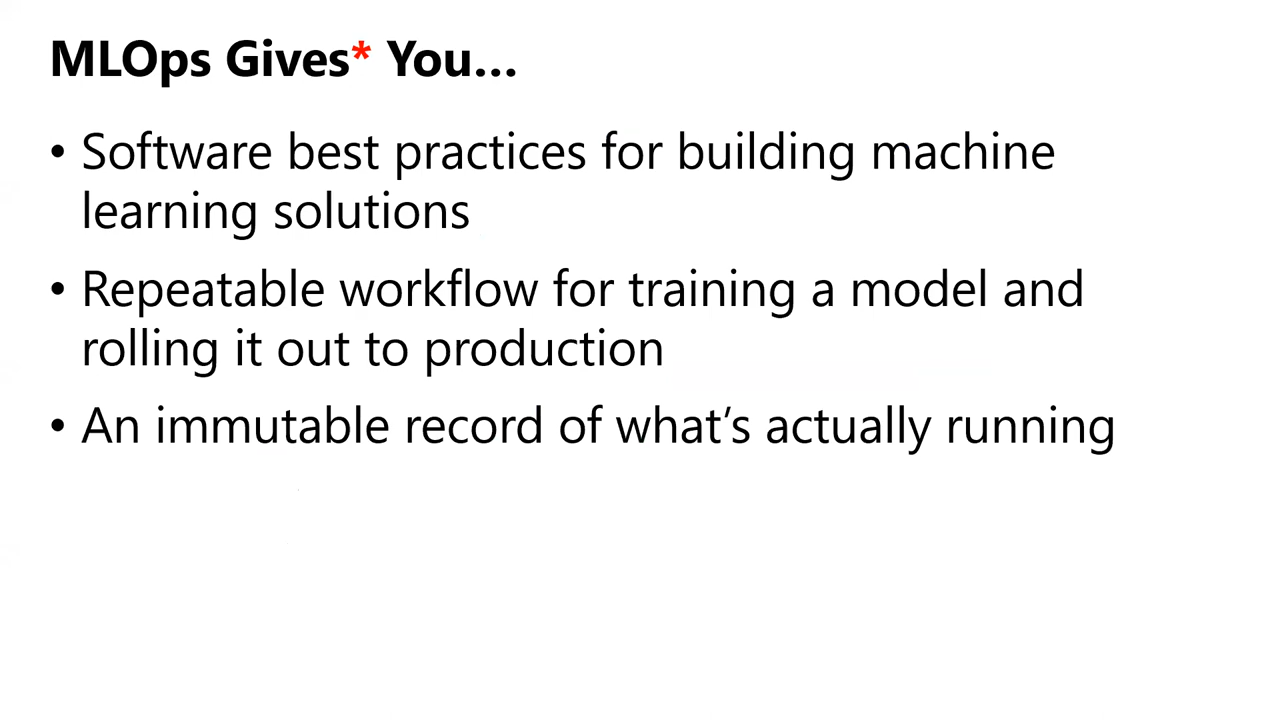 MLOps Gives* You...
• Software best practices for building machine
learning solutions
• Repeatable workflow for training a model and
rolling it out to production
• An immutable record of what’s actually running